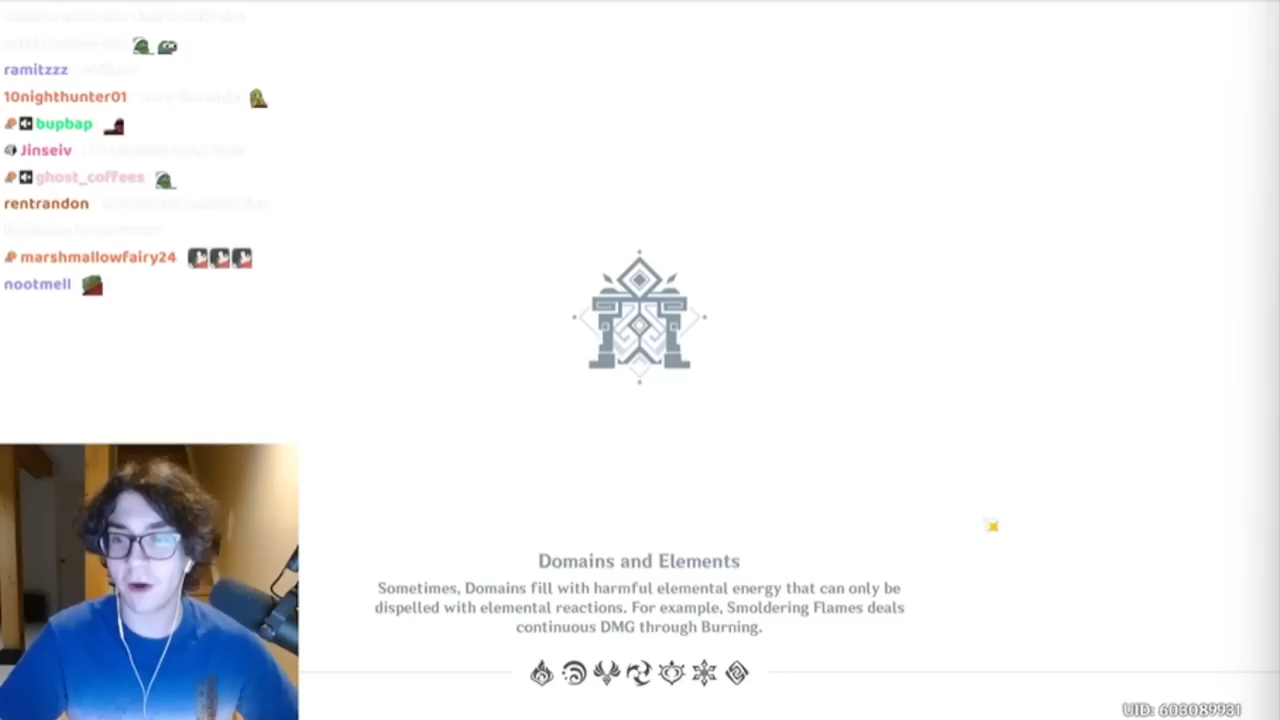 ramitzzz
10nighthunter01
bupbap
Jinseiv
ghost_coffees
rentrandon
marshmallowfairy24
nootmell
Domains and Elements
Sometimes, Domains fill with harmful elemental energy that can only be
dispelled with elemental reactions. For example, Smoldering Flames deals
continuous DMG through Burning.
UID: 603089931